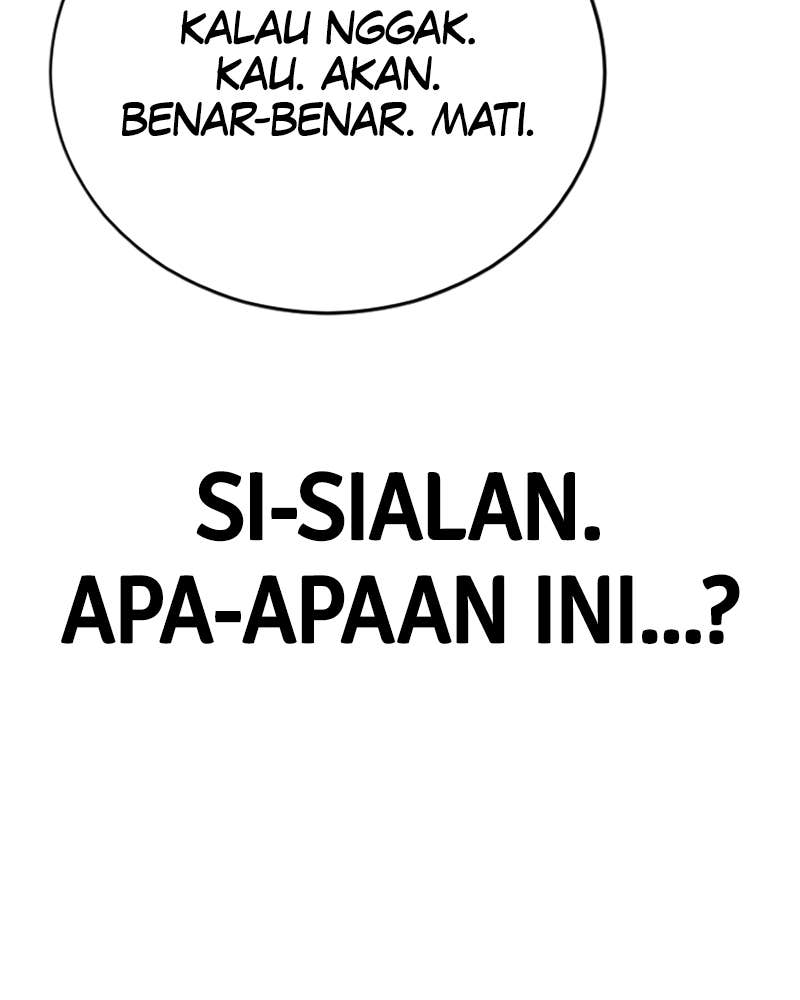 KALAU NGGAK.
KAU. AKAN.
BENAR-BENAR. MATI.
SI-SIALAN.
APA-APAAN INI...?